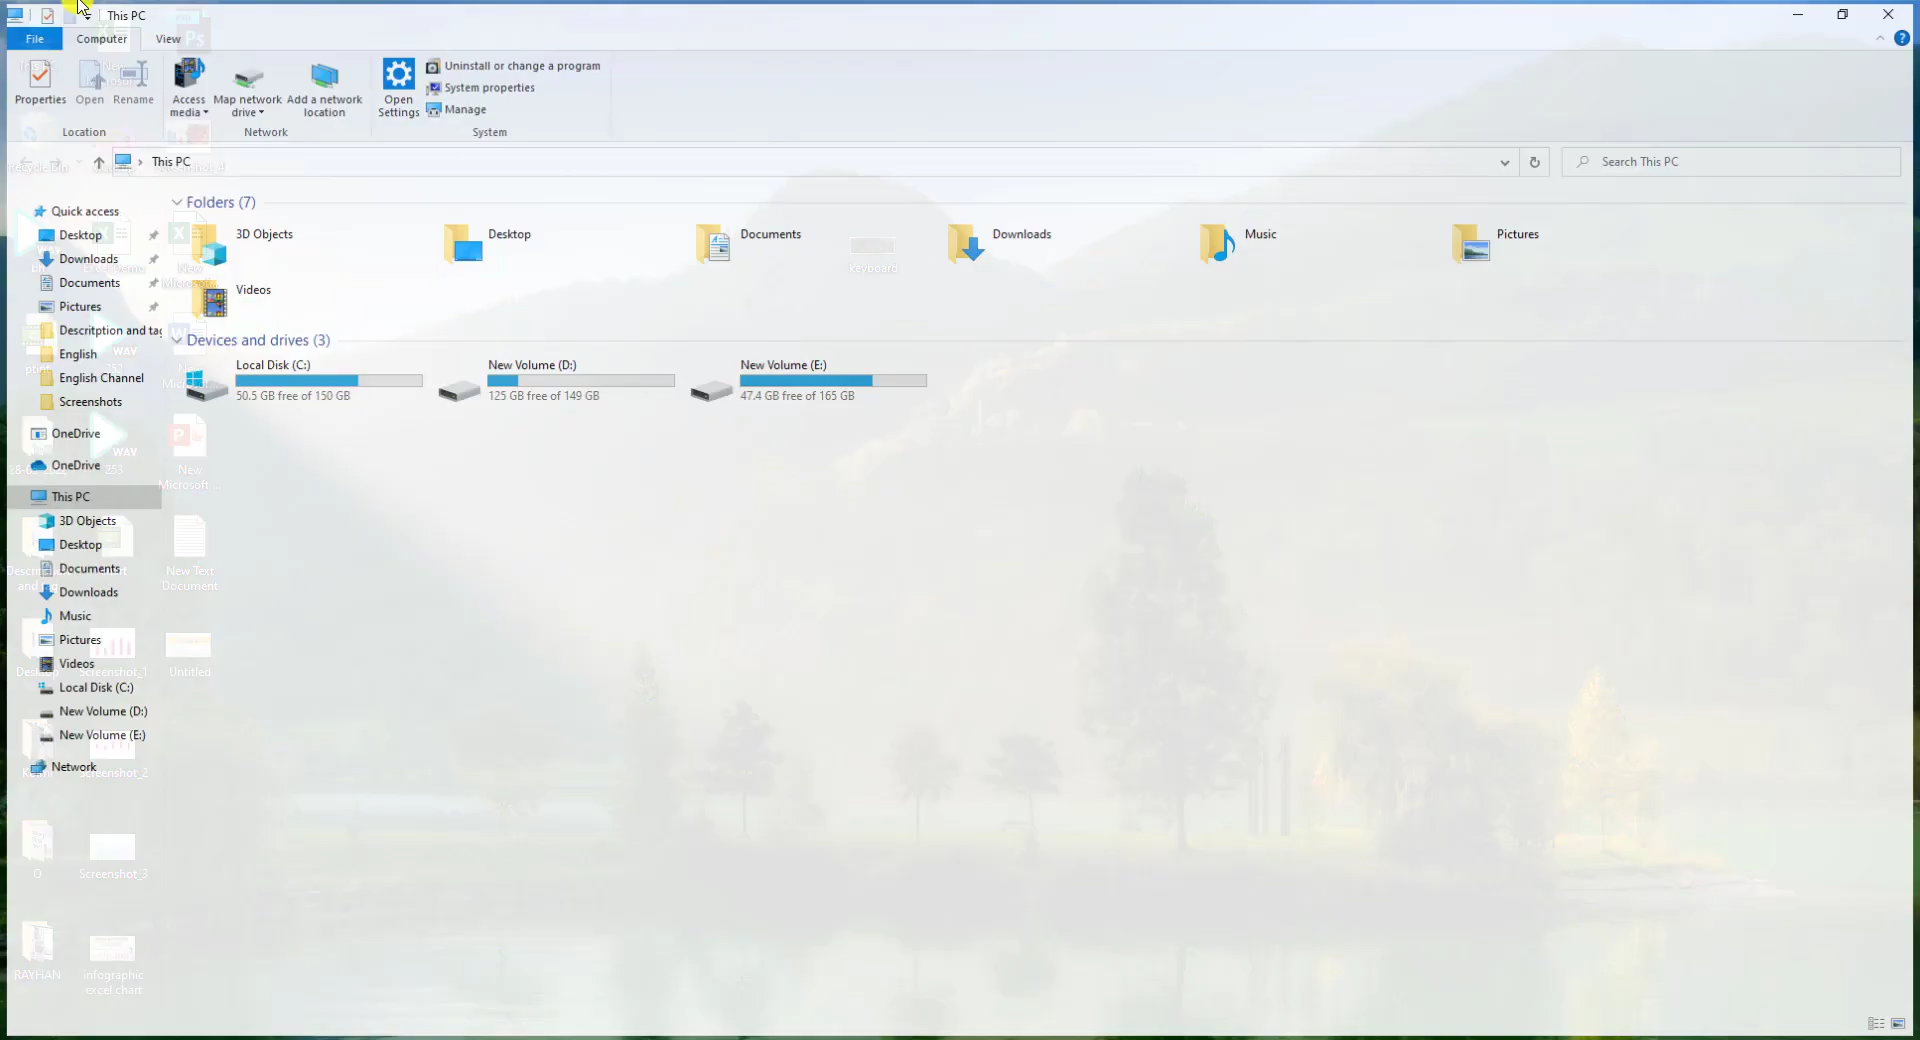 This PC
File
Computer
View
Properties
Open
Rename
Access media
Map network drive
Add a network location
Open Settings
Uninstall or change a program
System properties
Manage
Location
Network
System
This PC
Search This PC
Quick access
Desktop
Downloads
Documents
Pictures
Descritption and tag
English
English Channel
Screenshots
OneDrive
OneDrive
This PC
3D Objects
Desktop
Documents
Downloads
Music
Pictures
Videos
Local Disk (C:)
New Volume (D:)
New Volume (E:)
Network
Folders (7)
3D Objects
Desktop
Documents
Downloads
Music
Pictures
Videos
Devices and drives (3)
Local Disk (C:)
50.5 GB free of 150 GB
New Volume (D:)
125 GB free of 149 GB
New Volume (E:)
47.4 GB free of 165 GB
keyboard
WAV
WAV
253
New
Microsoft ...
New Text
Document
Screenshot_1
Untitled
Screenshot_2
Screenshot_3
RAYHAN
infographic
excel chart